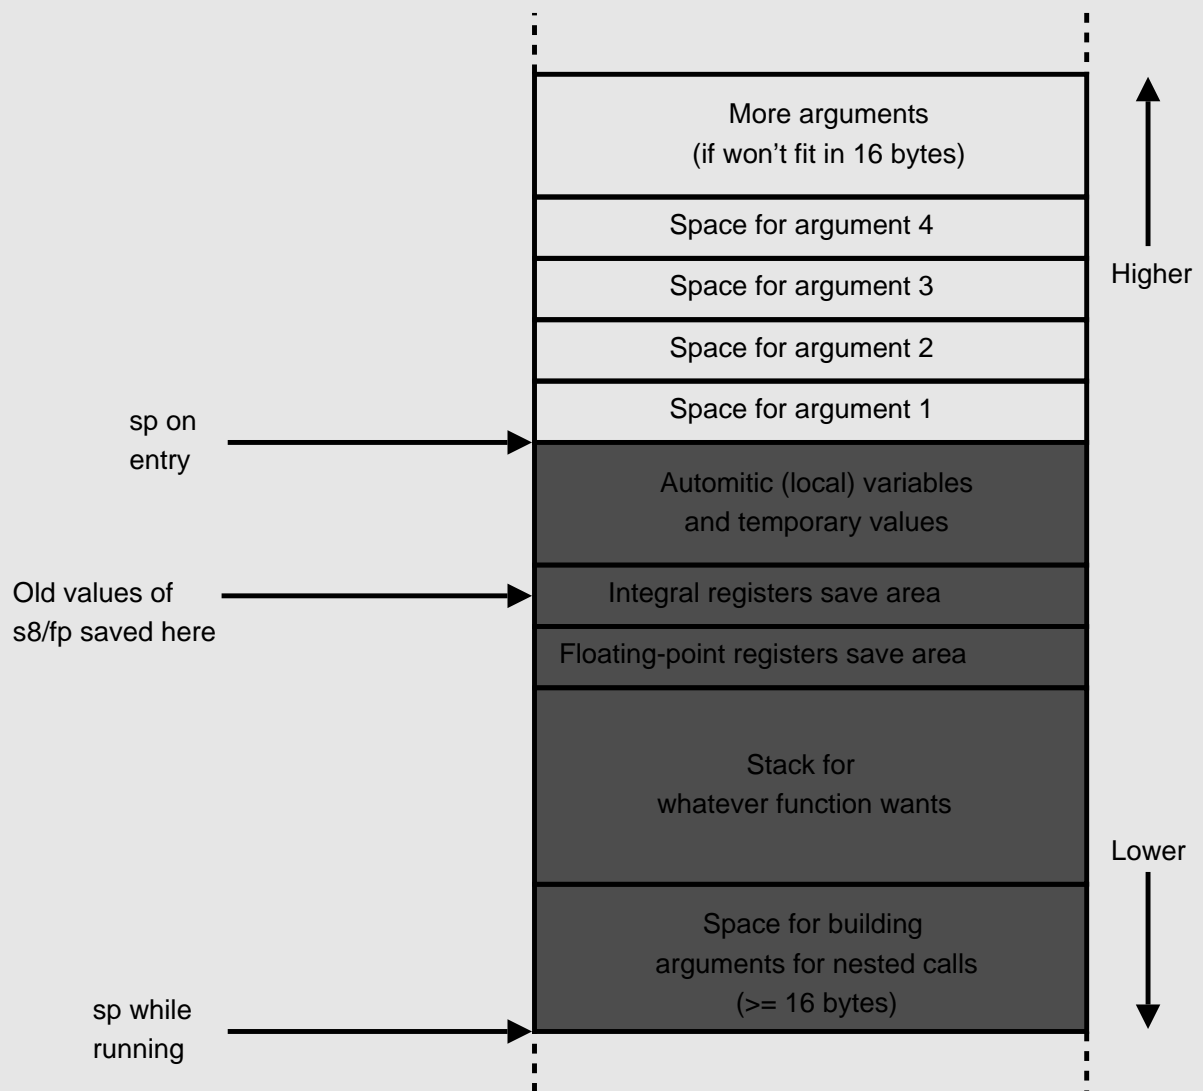 More arguments
(if won’t fit in 16 bytes)
Space for argument 4
Higher
Space for argument 3
Space for argument 2
Space for argument 1
sp on
entry
Automitic (local) variables
and temporary values
Old values of
s8/fp saved here
Integral registers save area
Floating-point registers save area
Stack for
whatever function wants
Lower
Space for building
arguments for nested calls
(>= 16 bytes)
sp while
running